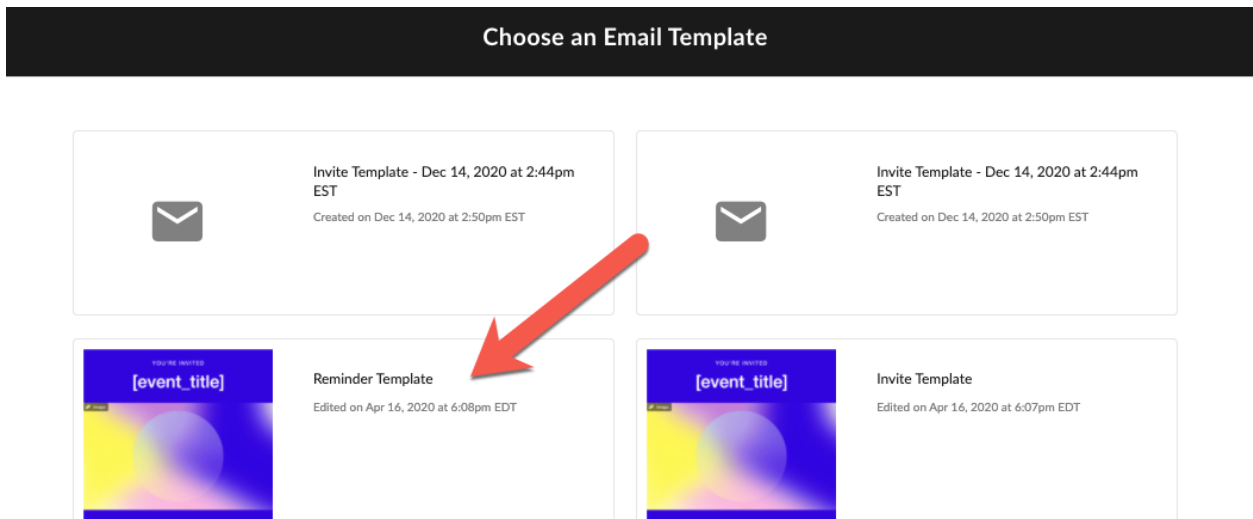 Choose an Email Template
Invite Template - Dec 14, 2020 at 2:44pm
EST
Created on Dec 14, 2020 at 2:50pm EST
Invite Template - Dec 14, 2020 at 2:44pm
EST
Created on Dec 14, 2020 at 2:50pm EST
YOU'RE INVITED
[event_title]
Image
Reminder Template
Edited on Apr 16, 2020 at 6:08pm EDT
YOU'RE INVITED
[event_title]
Image
Invite Template
Edited on Apr 16, 2020 at 6:07pm EDT